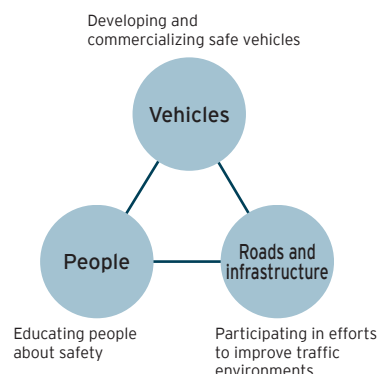 Developing and
commercializing safe vehicles
Vehicles
People
Roads and
infrastructure
Educating people
about safety
Participating in efforts
to improve traffic
environments